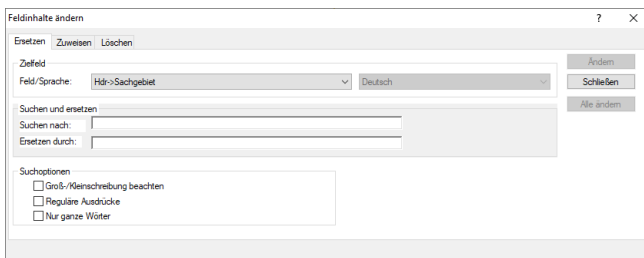 Feldinhalte ändern
Ersetzen Zuweisen Löschen
Zielfeld
Feld/Sprache: Hdr->Sachgebiet Deutsch
Ändern
Schließen
Alle ändern
Suchen und ersetzen
Suchen nach:
Ersetzen durch:
Suchoptionen
Groß-/Kleinschreibung beachten
Reguläre Ausdrücke
Nur ganze Wörter